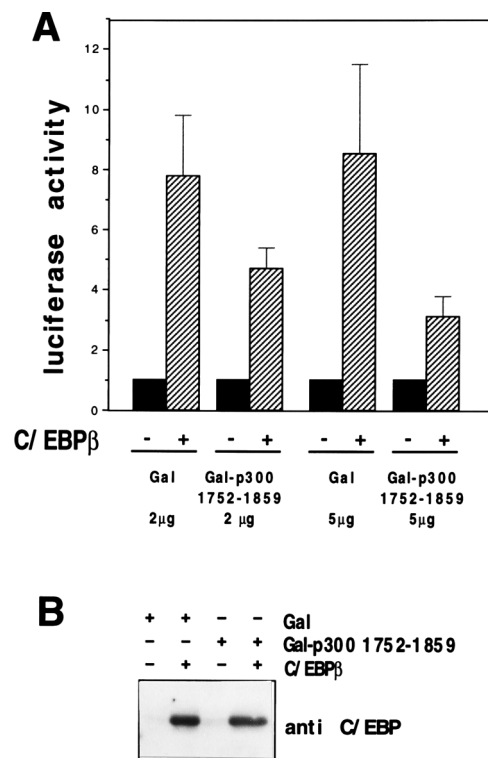 A
12
10
8
6
4
2
0
luciferase activity
C/EBPβ - + - + - + - +
Gal Gal-p300 Gal Gal-p300
1752-1859 1752-1859
2µg 2 µg 5µg 5µg
B
+ + - - Gal
- - + + Gal-p300 1752-1859
- + - + C/EBPβ
anti C/EBP